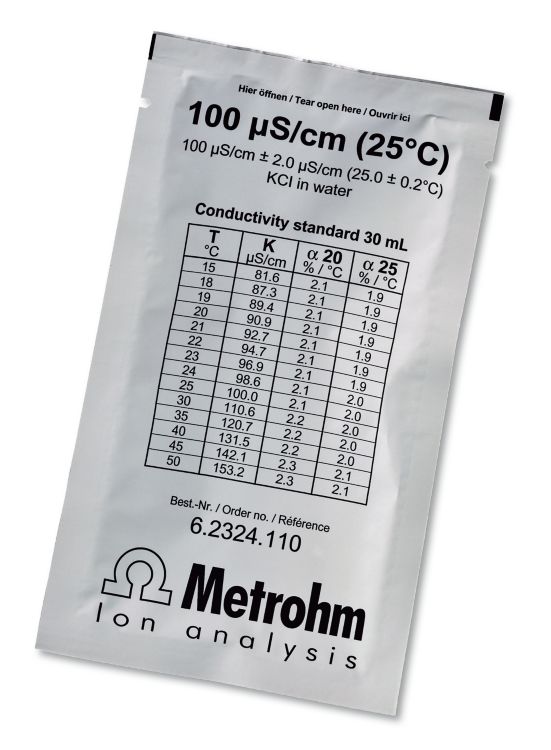 Hier öffnen / Tear open here / Ouvrir ici
100 µS/cm (25°C)
100 µS/cm ± 2.0 µS/cm (25.0 ± 0.2°C)
KCl in water
Conductivity standard 30 mL
T K α 20 α 25
°C µS/cm % / °C % / °C
15 81.6 2.1 1.9
18 87.3 2.1 1.9
19 89.4 2.1 1.9
20 90.9 2.1 1.9
21 92.7 2.1 1.9
22 94.7 2.1 1.9
23 96.9 2.1 1.9
24 98.6 2.1 2.0
25 100.0 2.1 2.0
30 110.6 2.2 2.0
35 120.7 2.2 2.0
40 131.5 2.2 2.0
45 142.1 2.3 2.1
50 153.2 2.3 2.1
Best.-Nr. / Order no. / Référence
6.2324.110
Metrohm
Ion analysis